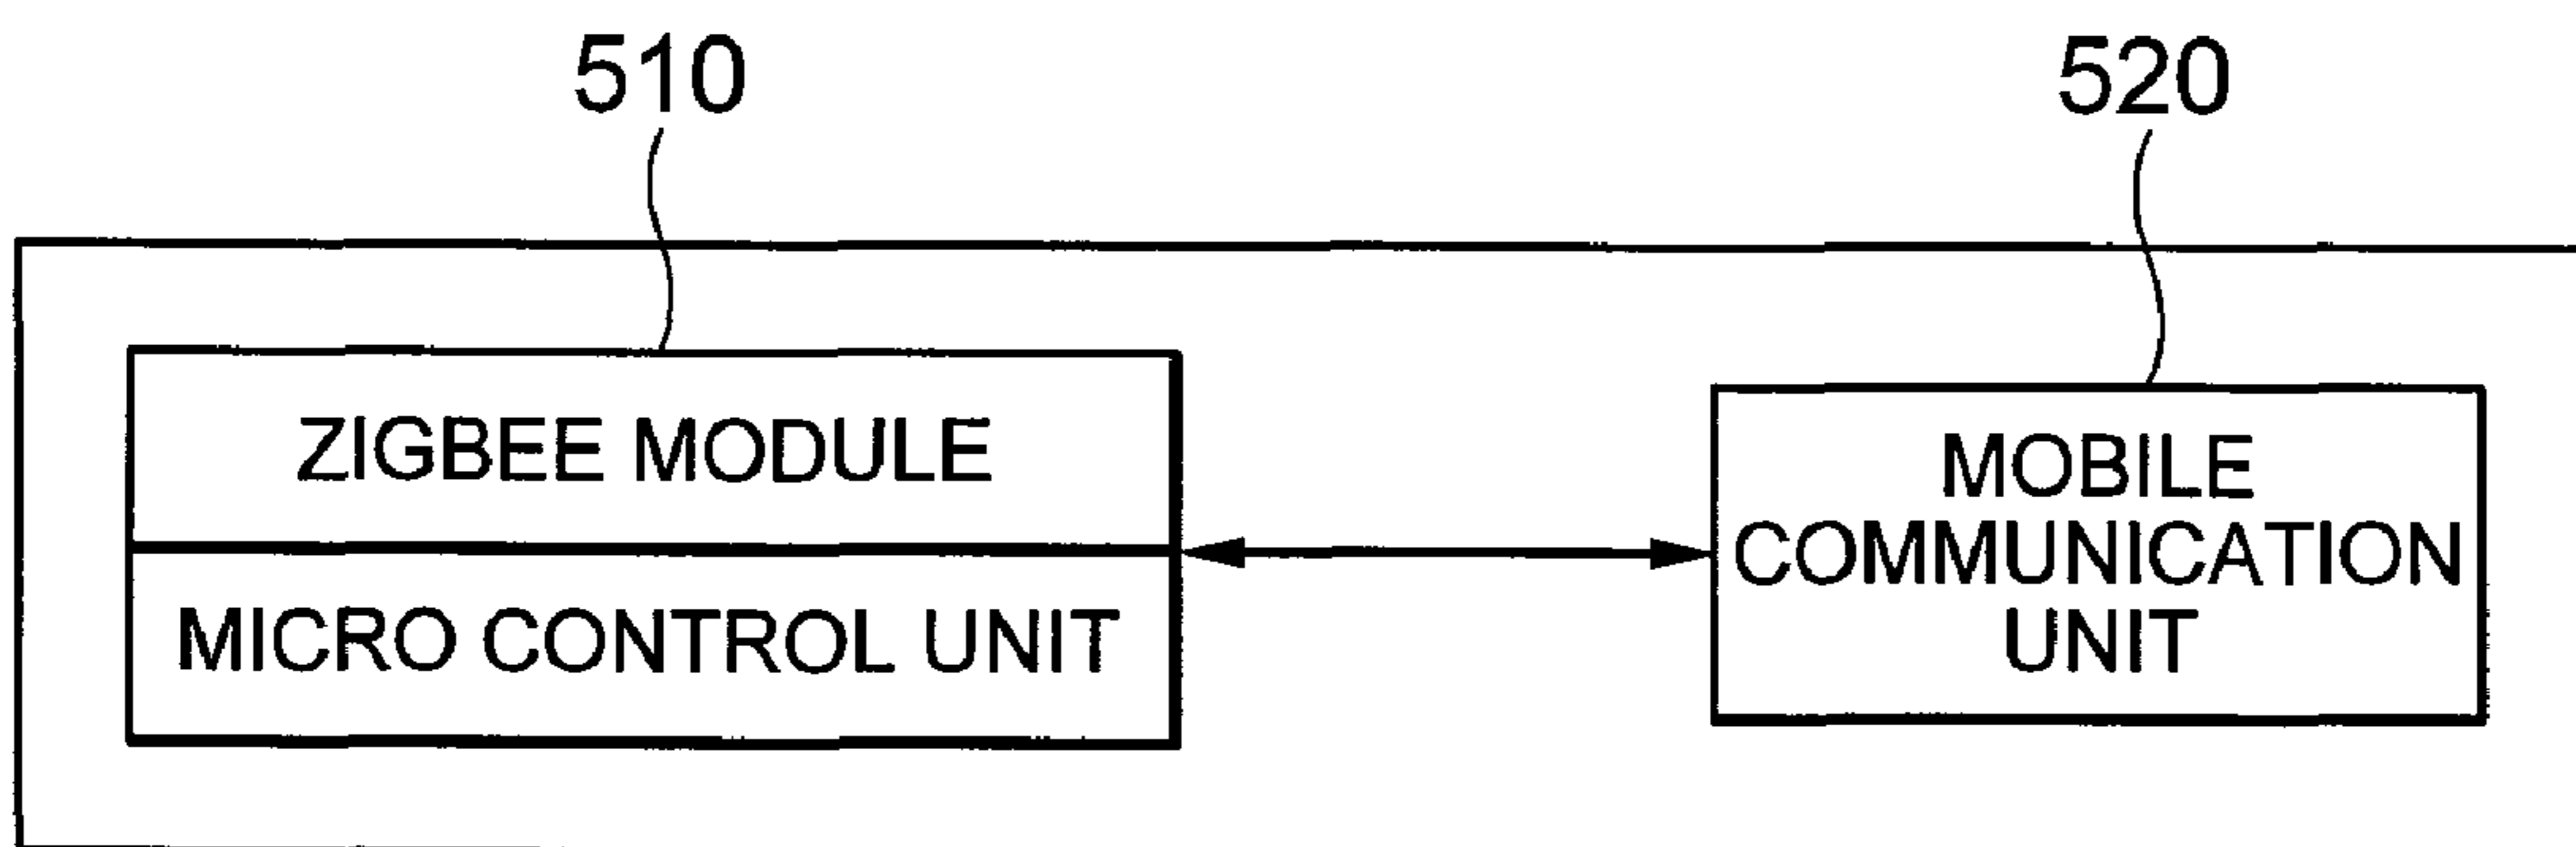 510
520
ZIGBEE MODULE
MICRO CONTROL UNIT
MOBILE
COMMUNICATION
UNIT